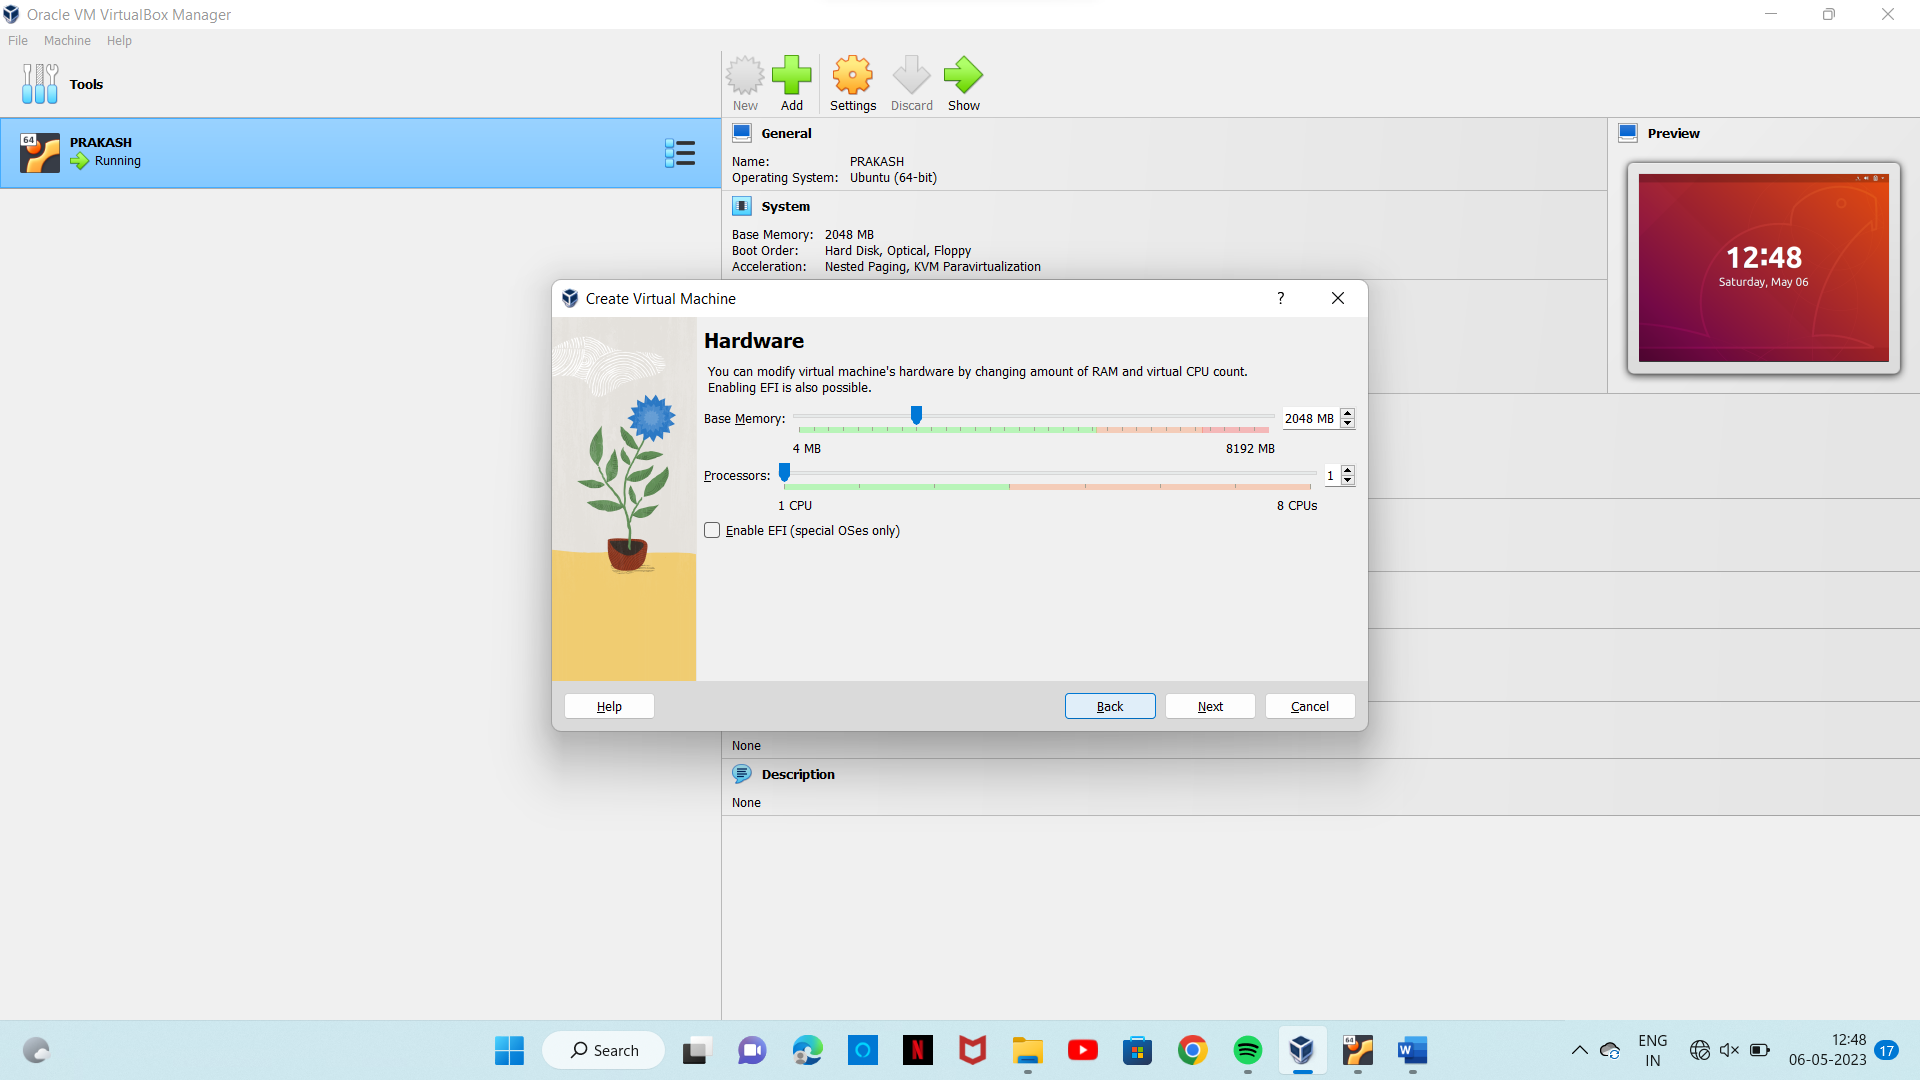 Oracle VM VirtualBox Manager
File Machine Help
Tools
New Add Settings Discard Show
64
PRAKASH
Running
General
Name: PRAKASH
Operating System: Ubuntu (64-bit)
System
Base Memory: 2048 MB
Boot Order: Hard Disk, Optical, Floppy
Acceleration: Nested Paging, KVM Paravirtualization
Preview
12:48
Saturday, May 06
Create Virtual Machine
?
Hardware
You can modify virtual machine's hardware by changing amount of RAM and virtual CPU count.
Enabling EFI is also possible.
Base Memory: 2048 MB
4 MB 8192 MB
Processors: 1
1 CPU 8 CPUs
Enable EFI (special OSes only)
Help Back Next Cancel
None
Description
None
Search
N
64
W
ENG
IN
12:48
06-05-2023
17